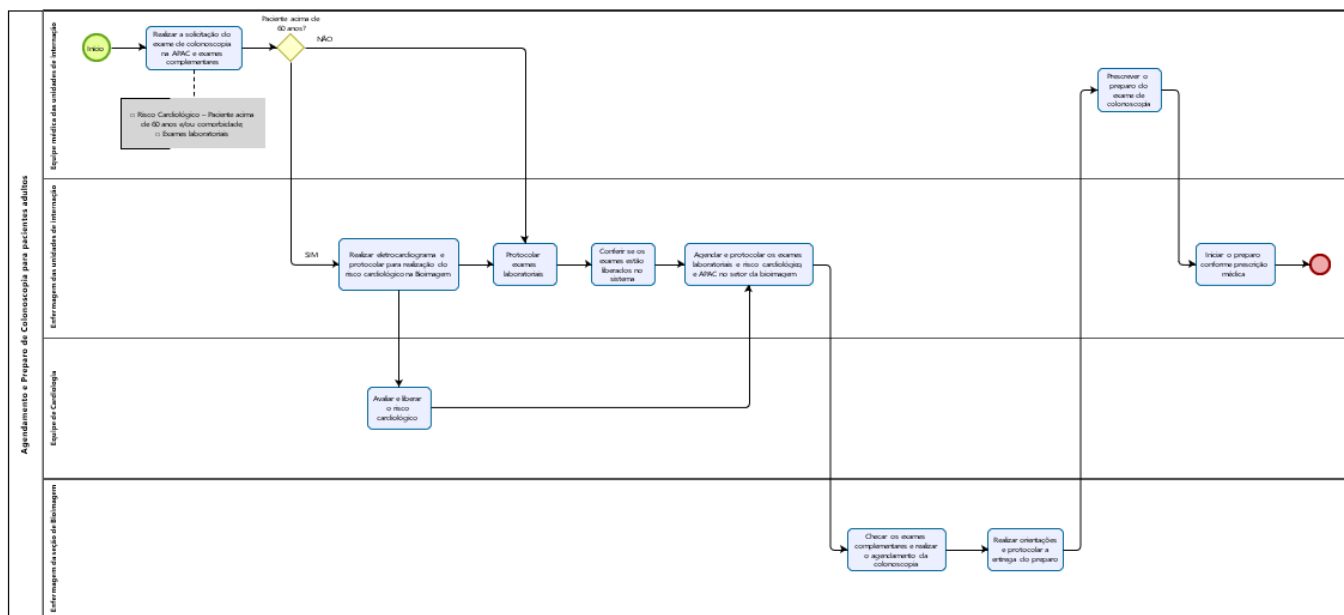 Agendamento e Preparo de Colonoscopia para pacientes adultos
Equipe médica das unidades de internação
Início
Realizar a solicitação do
exame de colonoscopia
na APAC e exames
complementares
Paciente acima de
60 anos?
NÃO
□ Risco Cardiológico – Paciente acima
de 60 anos e/ou comorbidade;
□ Exames laboratoriais
Prescrever o
preparo do
exame de
colonoscopia
Enfermagem das unidades de internação
SIM
Realizar eletrocardiograma e
protocolar para realização do
risco cardiológico na Bioimagem
Protocolar
exames
laboratoriais
Conferir se os
exames estão
liberados no
sistema
Agendar e protocolar os exames
laboratoriais e risco cardiológico,
e APAC no setor da bioimagem
Iniciar o preparo
conforme prescrição
médica
Equipe de Cardiologia
Avaliar e liberar
o risco
cardiológico
Enfermagem da seção de Bioimagem
Checar os exames
complementares e realizar
o agendamento da
colonoscopia
Realizar orientações
e protocolar a
entrega do preparo